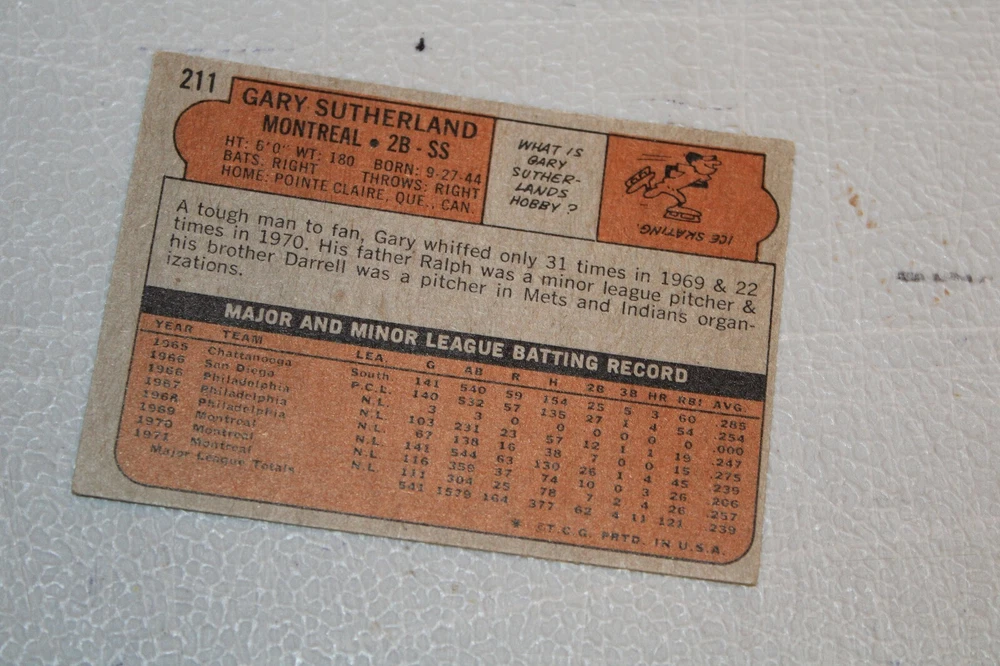 211
GARY SUTHERLAND
MONTREAL • 2B - SS
HT: 6'0" WT: 180 BORN: 9-27-44
BATS: RIGHT THROWS: RIGHT
HOME: POINTE CLAIRE, QUE., CAN.
WHAT IS
GARY
SUTHER-
LANDS
HOBBY?
ICE SKATING
A tough man to fan, Gary whiffed only 31 times in 1969 & 22
times in 1970. His father Ralph was a minor league pitcher &
his brother Darrell was a pitcher in Mets and Indians organ-
izations.
MAJOR AND MINOR LEAGUE BATTING RECORD
YEAR TEAM LEA. G AB R H 2B 3B HR RBI AVG.
1965 Chattanooga South. 141 540 59 154 25 5 3 60 .285
1966 San Diego P.C.L. 140 532 57 135 27 1 4 54 .254
1966 Philadelphia N.L. 3 3 0 0 0 0 0 0 .000
1967 Philadelphia N.L. 103 231 23 57 12 1 1 19 .247
1968 Philadelphia N.L. 67 138 16 38 7 0 0 15 .275
1969 Montreal N.L. 141 544 63 130 26 1 4 45 .239
1970 Montreal N.L. 116 359 37 74 10 0 3 26 .206
1971 Montreal N.L. 111 304 25 78 7 2 4 26 .257
Major League Totals 541 1579 164 377 62 4 11 121 .239
* ©T.C.G. PRTD. IN U.S.A.